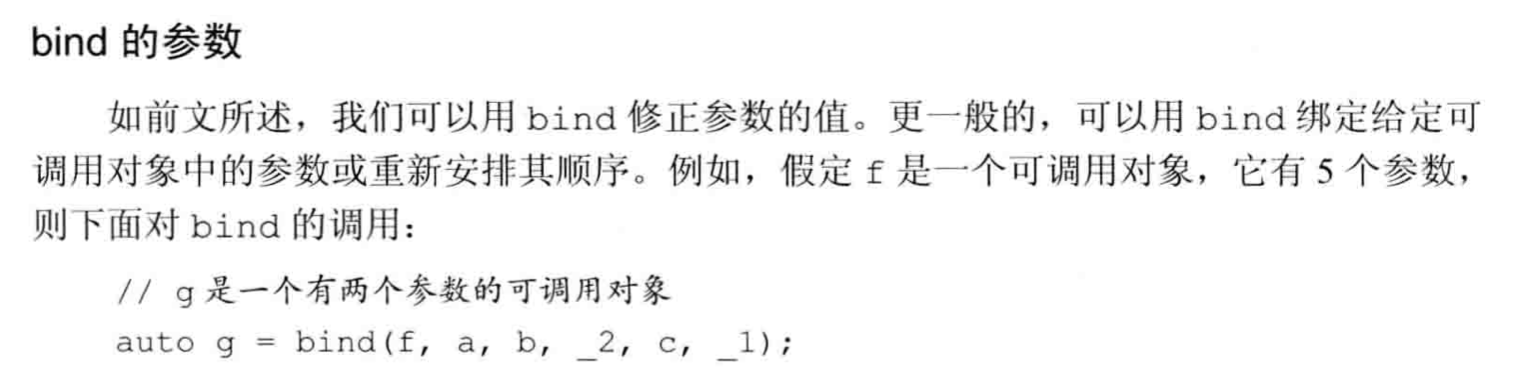 bind 的参数
如前文所述，我们可以用 bind 修正参数的值。更一般的，可以用 bind 绑定给定可
调用对象中的参数或重新安排其顺序。例如，假定 f 是一个可调用对象，它有 5 个参数，
则下面对 bind 的调用：
// g 是一个有两个参数的可调用对象
auto g = bind(f, a, b, _2, c, _1);